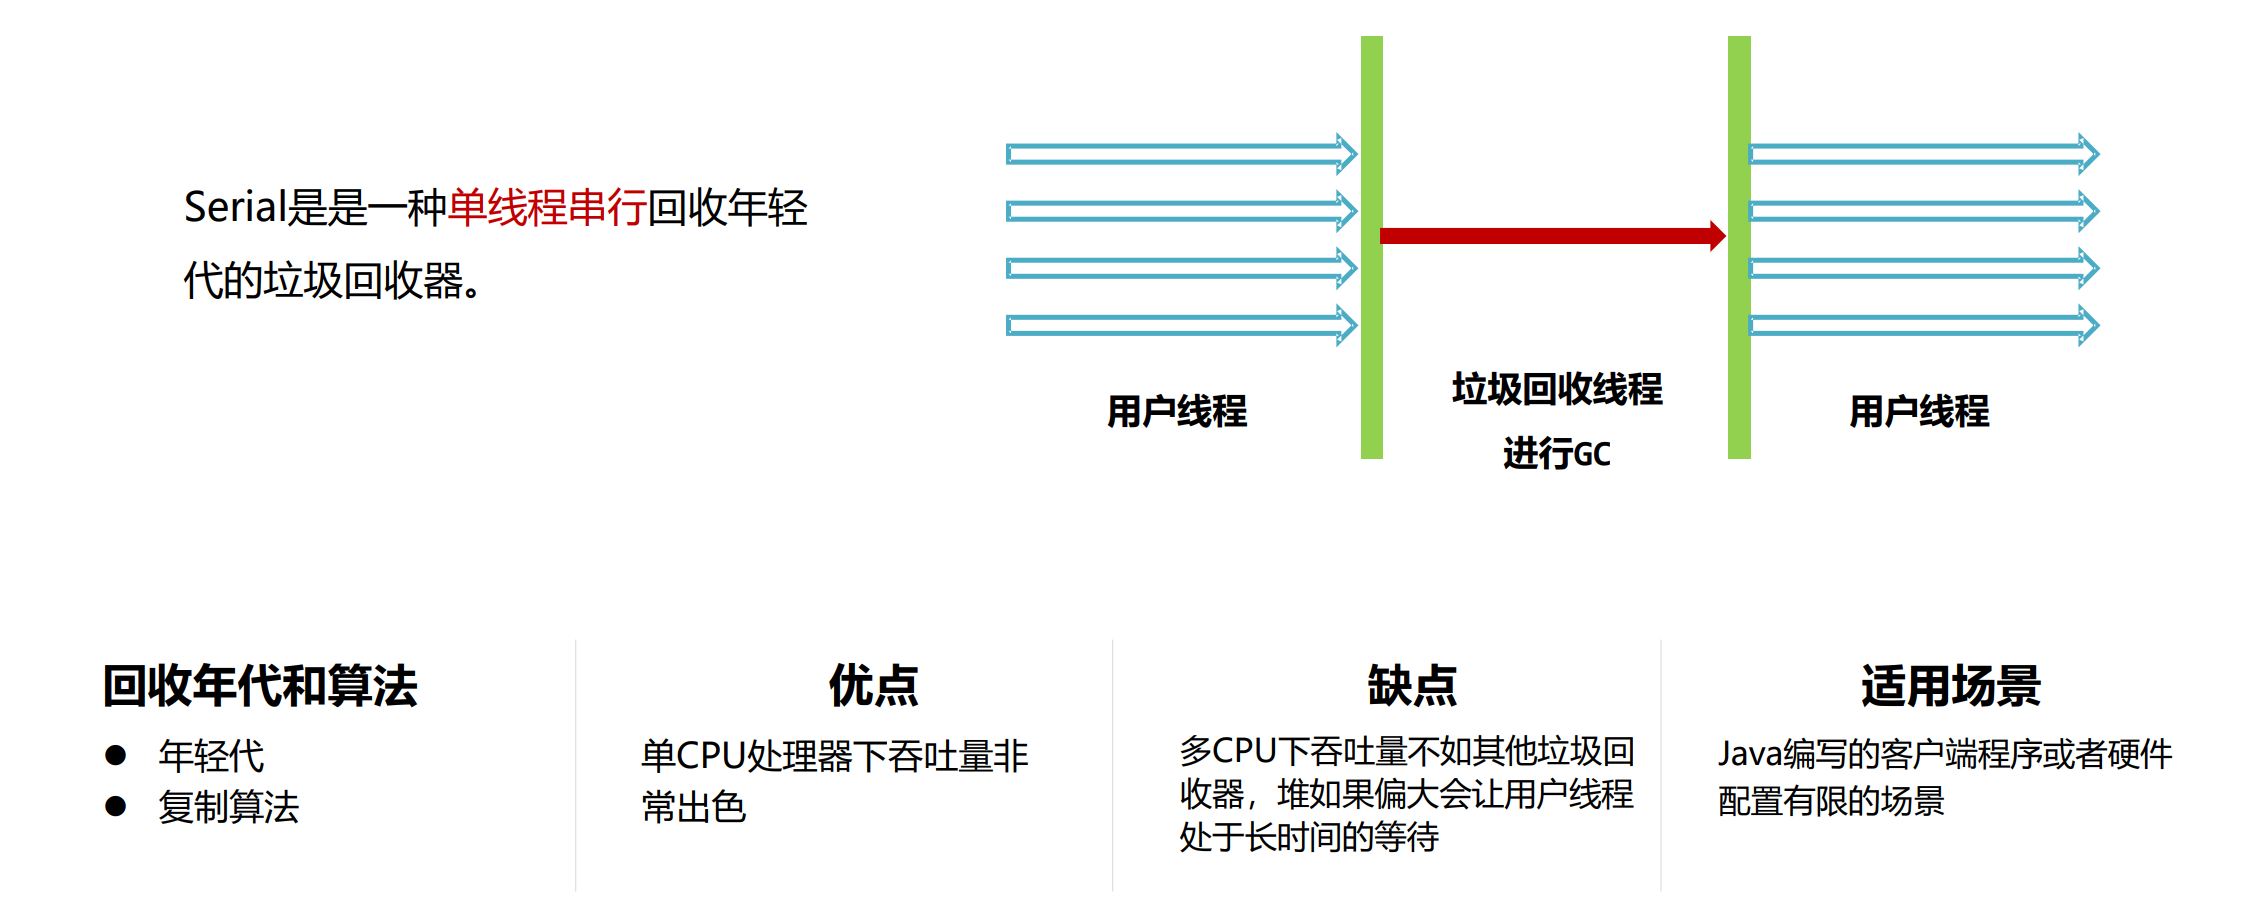 Serial是是一种单线程串行回收年轻
代的垃圾回收器。
用户线程
垃圾回收线程
进行GC
用户线程
回收年代和算法
● 年轻代
● 复制算法
优点
单CPU处理器下吞吐量非
常出色
缺点
多CPU下吞吐量不如其他垃圾回
收器，堆如果偏大会让用户线程
处于长时间的等待
适用场景
Java编写的客户端程序或者硬件
配置有限的场景